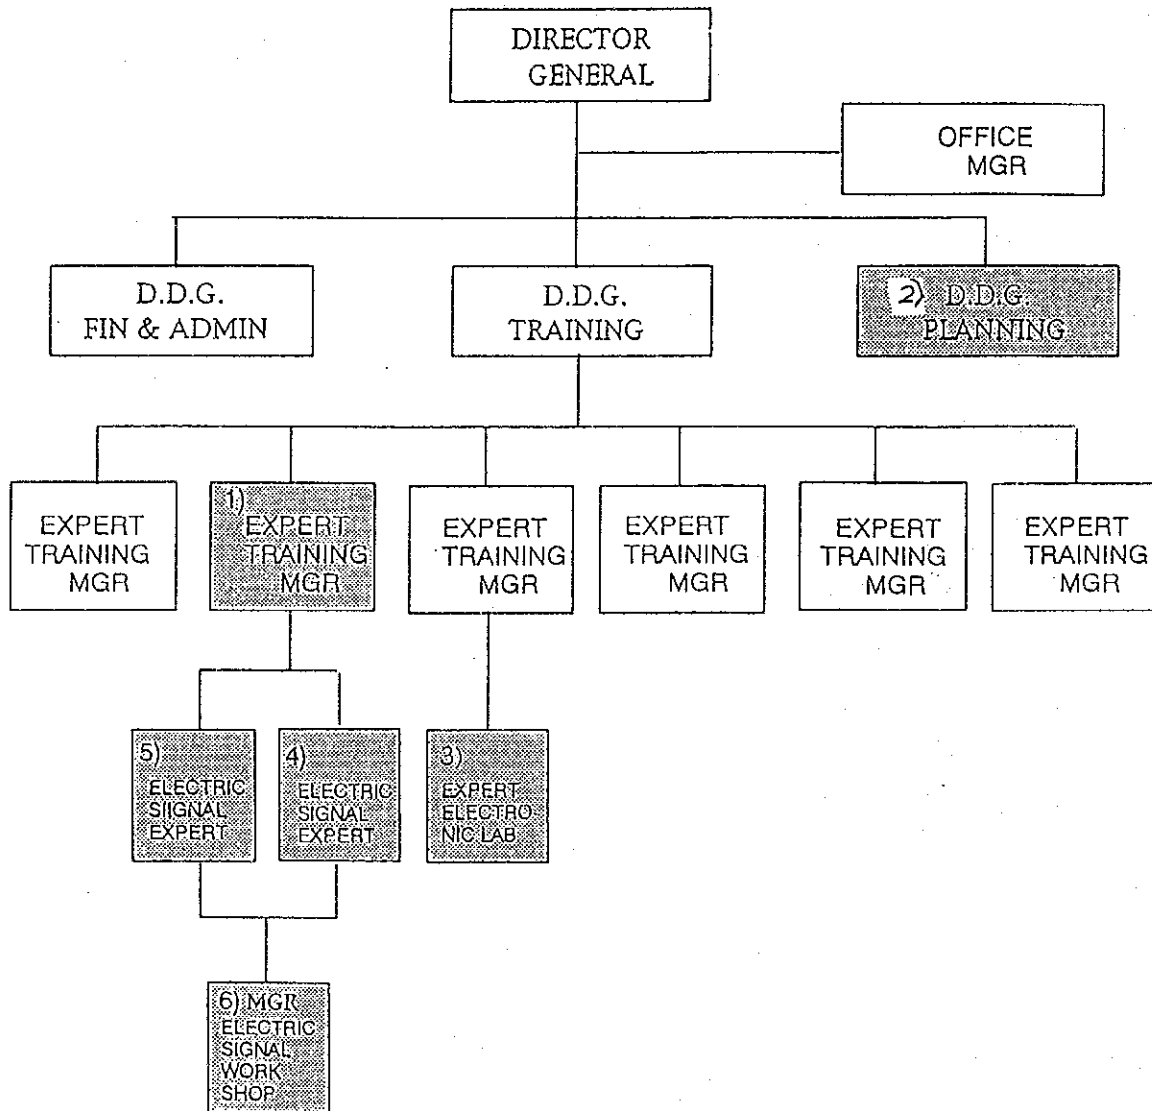 DIRECTOR
GENERAL
OFFICE
MGR
D.D.G.
FIN & ADMIN
D.D.G.
TRAINING
2) D.D.G.
PLANNING
EXPERT
TRAINING
MGR
1)
EXPERT
TRAINING
MGR
EXPERT
TRAINING
MGR
EXPERT
TRAINING
MGR
EXPERT
TRAINING
MGR
EXPERT
TRAINING
MGR
5)
ELECTRIC
SIIGNAL
EXPERT
4)
ELECTRIC
SIGNAL
EXPERT
3)
EXPERT
ELECTRO
NIC LAB
6) MGR
ELECTRIC
SIGNAL
WORK
SHOP